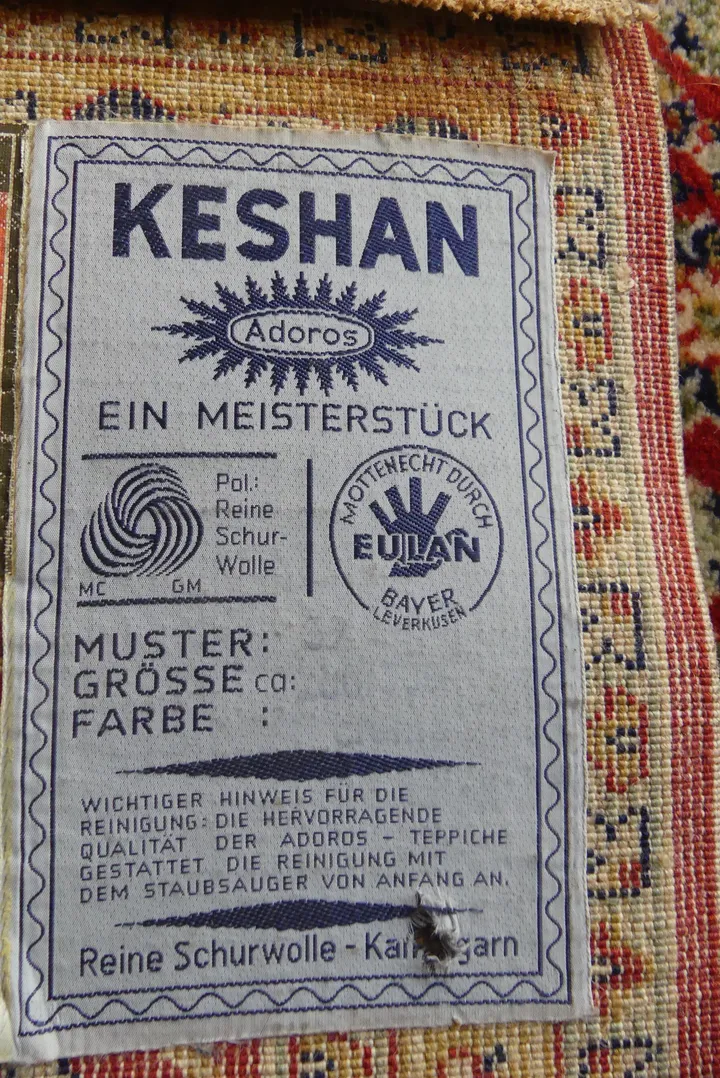 KESHAN
Adoros
EIN MEISTERSTÜCK
Pol.:
Reine
Schur-
Wolle
MC GM
MOTTENECHT DURCH
EULAN
BAYER
LEVERKUSEN
MUSTER:
GRÖSSE ca:
FARBE :
WICHTIGER HINWEIS FÜR DIE
REINIGUNG: DIE HERVORRAGENDE
QUALITÄT DER ADOROS - TEPPICHE
GESTATTET DIE REINIGUNG MIT
DEM STAUBSAUGER VON ANFANG AN.
Reine Schurwolle -